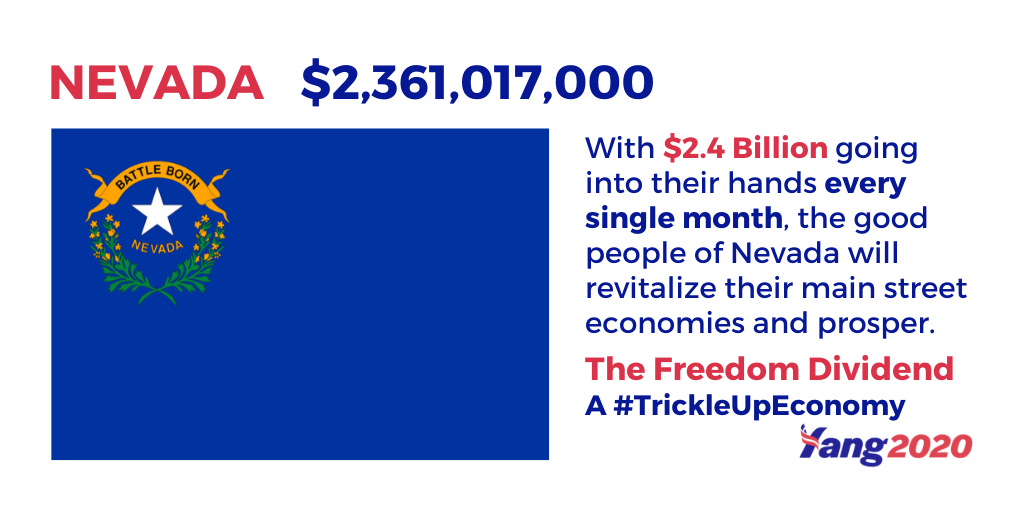 NEVADA $2,361,017,000
BATTLE BORN
NEVADA
With $2.4 Billion going
into their hands every
single month, the good
people of Nevada will
revitalize their main street
economies and prosper.
The Freedom Dividend
A #TrickleUpEconomy
Yang2020